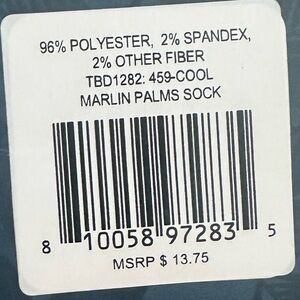 96% POLYESTER, 2% SPANDEX,
2% OTHER FIBER
TBD1282: 459-COOL
MARLIN PALMS SOCK
8 10058 97283 5
MSRP $ 13.75